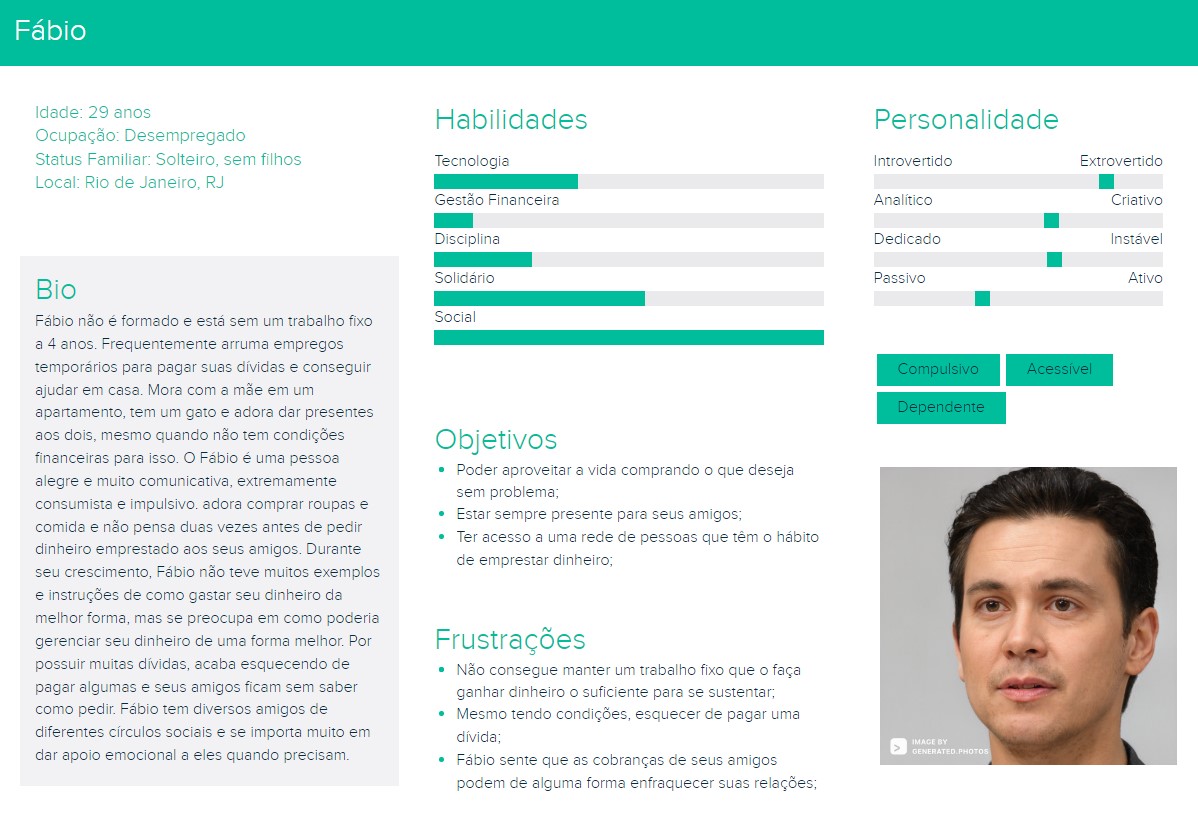 Fábio
Idade: 29 anos
Ocupação: Desempregado
Status Familiar: Solteiro, sem filhos
Local: Rio de Janeiro, RJ
Bio
Fábio não é formado e está sem um trabalho fixo
a 4 anos. Frequentemente arruma empregos
temporários para pagar suas dívidas e conseguir
ajudar em casa. Mora com a mãe em um
apartamento, tem um gato e adora dar presentes
aos dois, mesmo quando não tem condições
financeiras para isso. O Fábio é uma pessoa
alegre e muito comunicativa, extremamente
consumista e impulsivo. adora comprar roupas e
comida e não pensa duas vezes antes de pedir
dinheiro emprestado aos seus amigos. Durante
seu crescimento, Fábio não teve muitos exemplos
e instruções de como gastar seu dinheiro da
melhor forma, mas se preocupa em como poderia
gerenciar seu dinheiro de uma forma melhor. Por
possuir muitas dívidas, acaba esquecendo de
pagar algumas e seus amigos ficam sem saber
como pedir. Fábio tem diversos amigos de
diferentes círculos sociais e se importa muito em
dar apoio emocional a eles quando precisam.
Habilidades
Tecnologia
Gestão Financeira
Disciplina
Solidário
Social
Objetivos
Poder aproveitar a vida comprando o que deseja
sem problema;
Estar sempre presente para seus amigos;
Ter acesso a uma rede de pessoas que têm o hábito
de emprestar dinheiro;
Frustrações
Não consegue manter um trabalho fixo que o faça
ganhar dinheiro o suficiente para se sustentar;
Mesmo tendo condições, esquecer de pagar uma
dívida;
Fábio sente que as cobranças de seus amigos
podem de alguma forma enfraquecer suas relações;
Personalidade
Introvertido Extrovertido
Analítico Criativo
Dedicado Instável
Passivo Ativo
Compulsivo Acessível
Dependente
IMAGE BY
GENERATED.PHOTOS